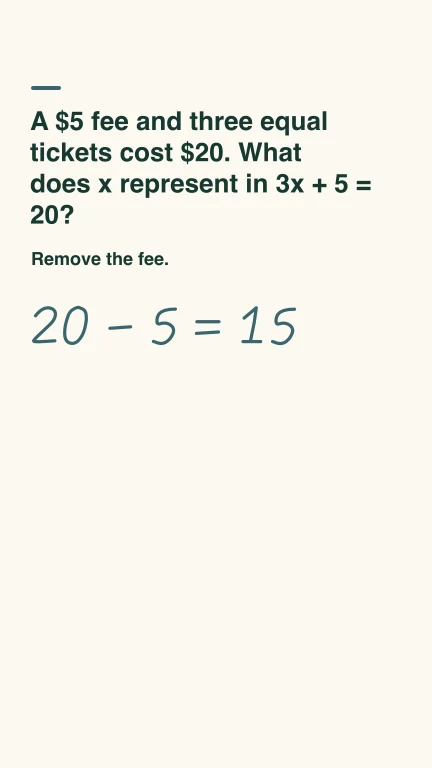 A $5 fee and three equal
tickets cost $20. What
does x represent in 3x + 5 =
20?
Remove the fee.
20 − 5 = 15